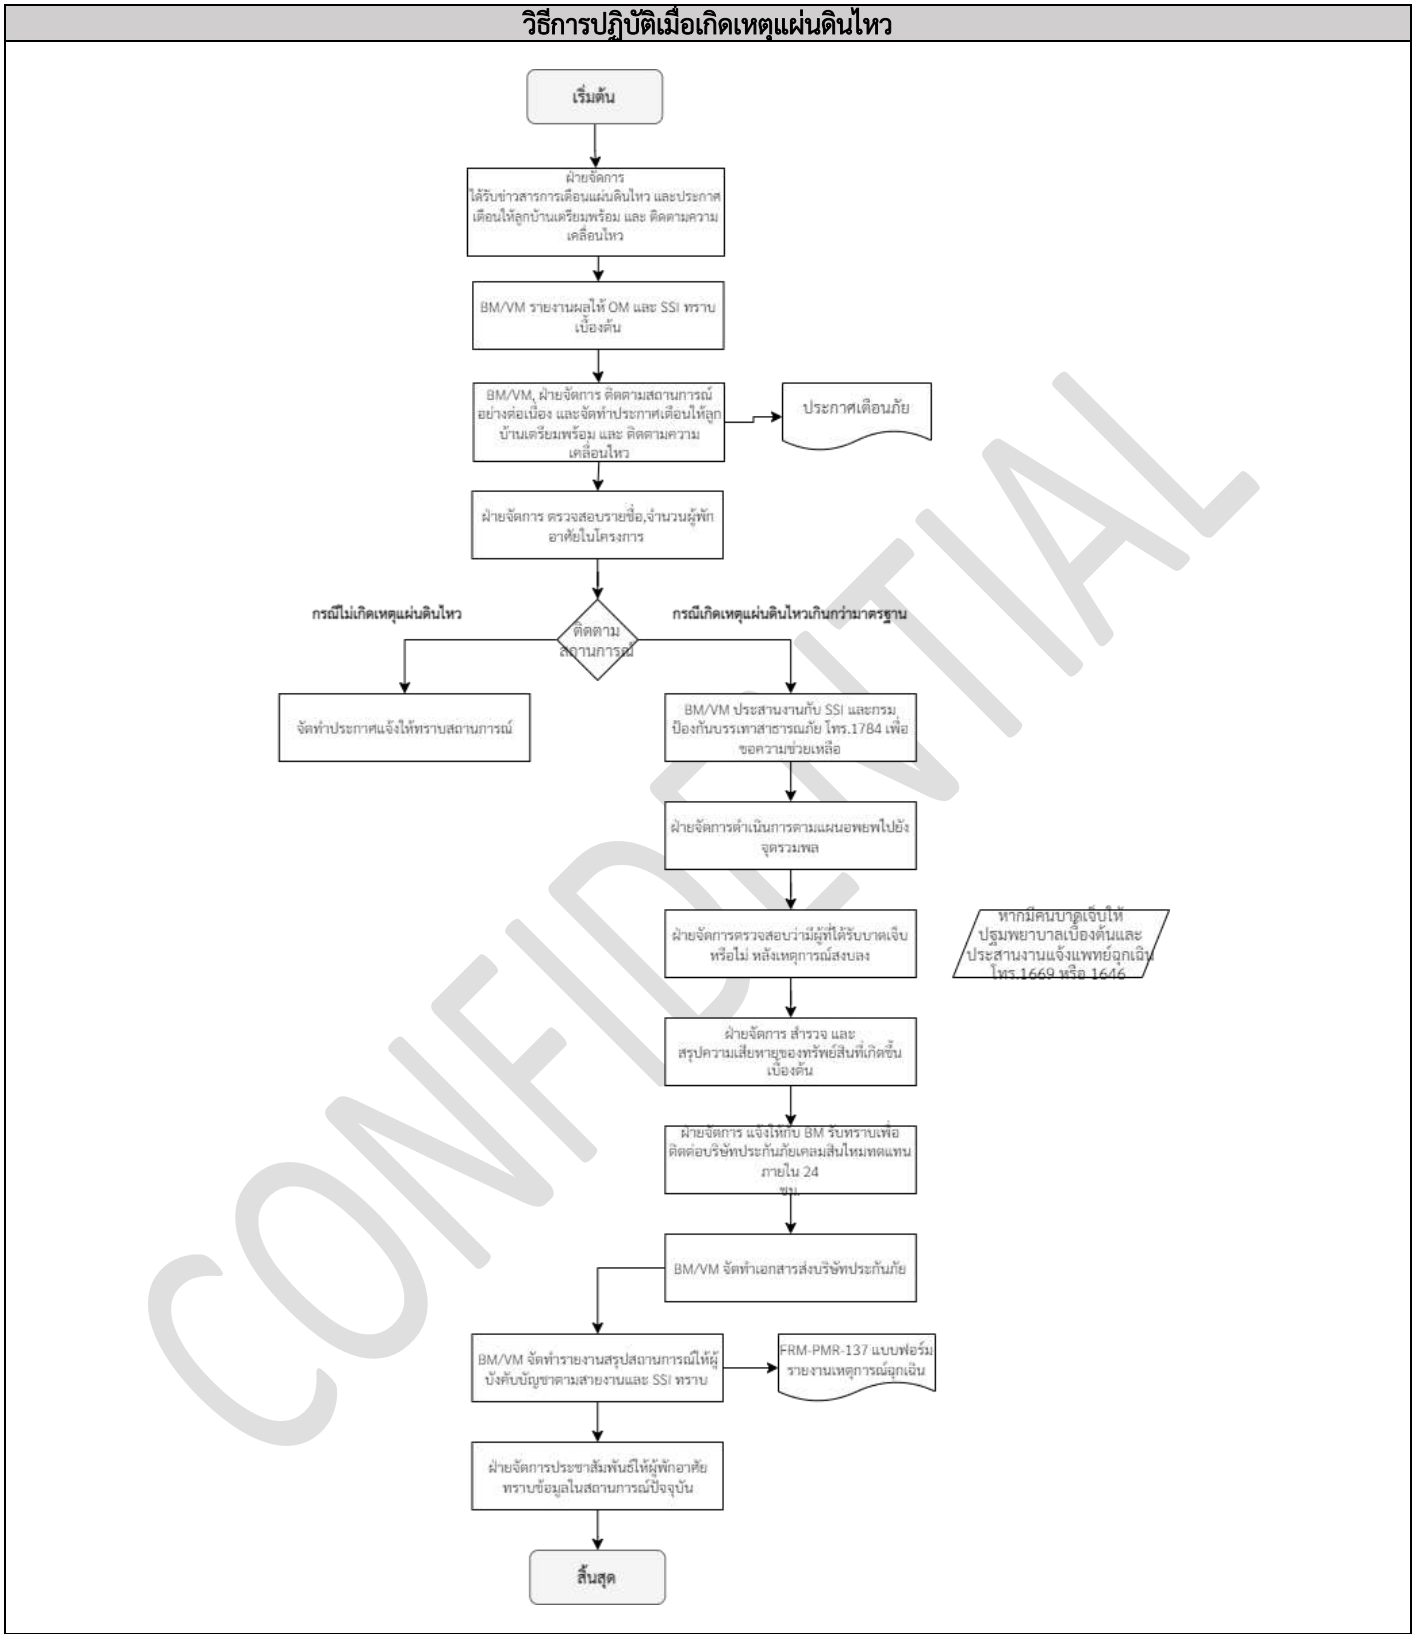 วิธีการปฏิบัติเมื่อเกิดเหตุแผ่นดินไหว
เริ่มต้น
ฝ่ายจัดการ
ได้รับข่าวสารการเตือนแผ่นดินไหว และประกาศ
เตือนให้ลูกบ้านเตรียมพร้อม และ ติดตามความ
เคลื่อนไหว
BM/VM รายงานผลให้ OM และ SSI ทราบ
เบื้องต้น
BM/VM, ฝ่ายจัดการ ติดตามสถานการณ์
อย่างต่อเนื่อง และจัดทำประกาศเตือนให้ลูก
บ้านเตรียมพร้อม และ ติดตามความ
เคลื่อนไหว
ประกาศเตือนภัย
ฝ่ายจัดการ ตรวจสอบรายชื่อ,จำนวนผู้พัก
อาศัยในโครงการ
กรณีไม่เกิดเหตุแผ่นดินไหว
กรณีเกิดเหตุแผ่นดินไหวเกินกว่ามาตรฐาน
ติดตาม
สถานการณ์
จัดทำประกาศแจ้งให้ทราบสถานการณ์
BM/VM ประสานงานกับ SSI และกรม
ป้องกันบรรเทาสาธารณภัย โทร.1784 เพื่อ
ขอความช่วยเหลือ
ฝ่ายจัดการดำเนินการตามแผนอพยพไปยัง
จุดรวมพล
ฝ่ายจัดการตรวจสอบว่ามีผู้ที่ได้รับบาดเจ็บ
หรือไม่ หลังเหตุการณ์สงบลง
หากมีคนบาดเจ็บให้
ปฐมพยาบาลเบื้องต้นและ
ประสานงานแจ้งแพทย์ฉุกเฉิน
โทร.1669 หรือ 1646
ฝ่ายจัดการ สำรวจ และ
สรุปความเสียหายของทรัพย์สินที่เกิดขึ้น
เบื้องต้น
ฝ่ายจัดการ แจ้งให้กับ BM รับทราบเพื่อ
ติดต่อบริษัทประกันภัยเคลมสินไหมทดแทน
ภายใน 24
ชม.
BM/VM จัดทำเอกสารส่งบริษัทประกันภัย
BM/VM จัดทำรายงานสรุปสถานการณ์ให้ผู้
บังคับบัญชาตามสายงานและ SSI ทราบ
FRM-PMR-137 แบบฟอร์ม
รายงานเหตุการณ์ฉุกเฉิน
ฝ่ายจัดการประชาสัมพันธ์ให้ผู้พักอาศัย
ทราบข้อมูลในสถานการณ์ปัจจุบัน
สิ้นสุด
CONFIDENTIAL